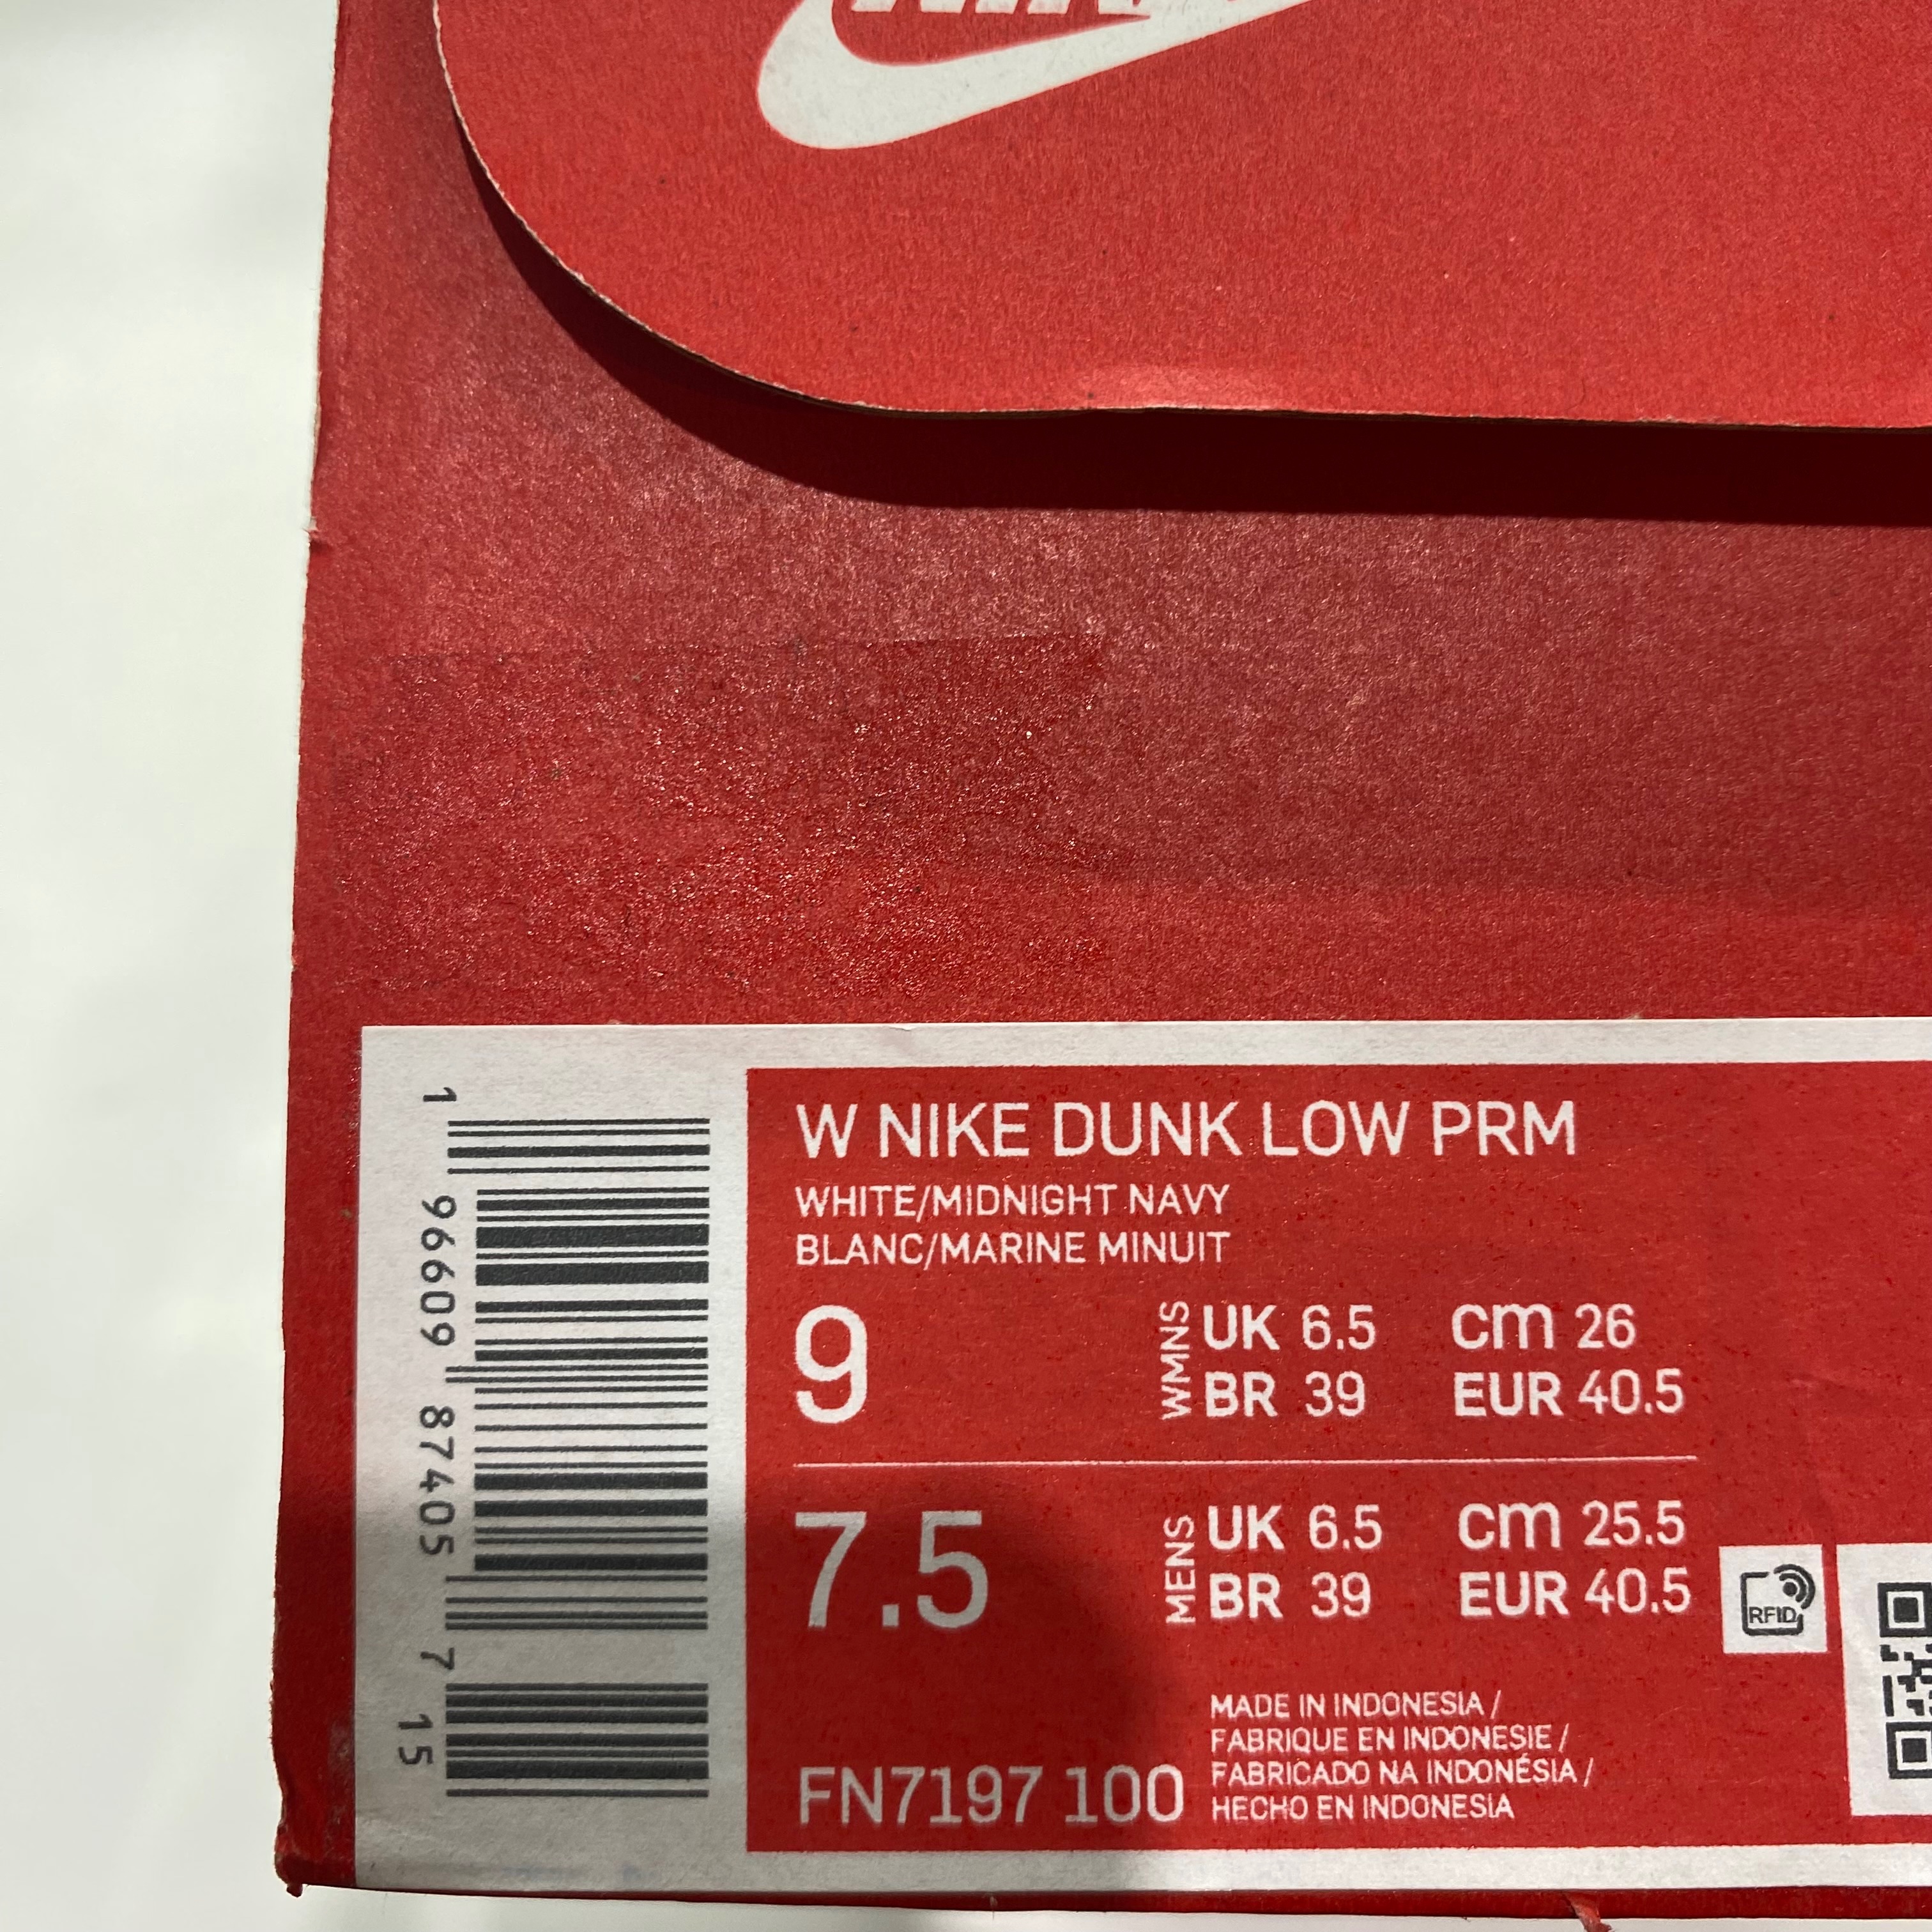 W NIKE DUNK LOW PRM
WHITE/MIDNIGHT NAVY
BLANC/MARINE MINUIT
9
WMNS
UK 6.5 cm 26
BR 39 EUR 40.5
7.5
MENS
UK 6.5 cm 25.5
BR 39 EUR 40.5
RFID
MADE IN INDONESIA /
FABRIQUE EN INDONESIE /
FABRICADO NA INDONÉSIA /
HECHO EN INDONESIA
FN7197 100
1 96609 87405 7 15